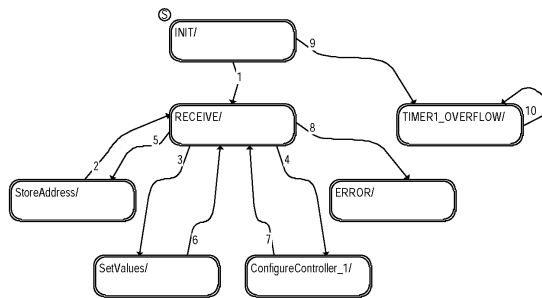 S
INIT/
9
1
RECEIVE/
TIMER1_OVERFLOW/
10
8
2
5
3
4
StoreAddress/
ERROR/
6
7
SetValues/
ConfigureController_1/